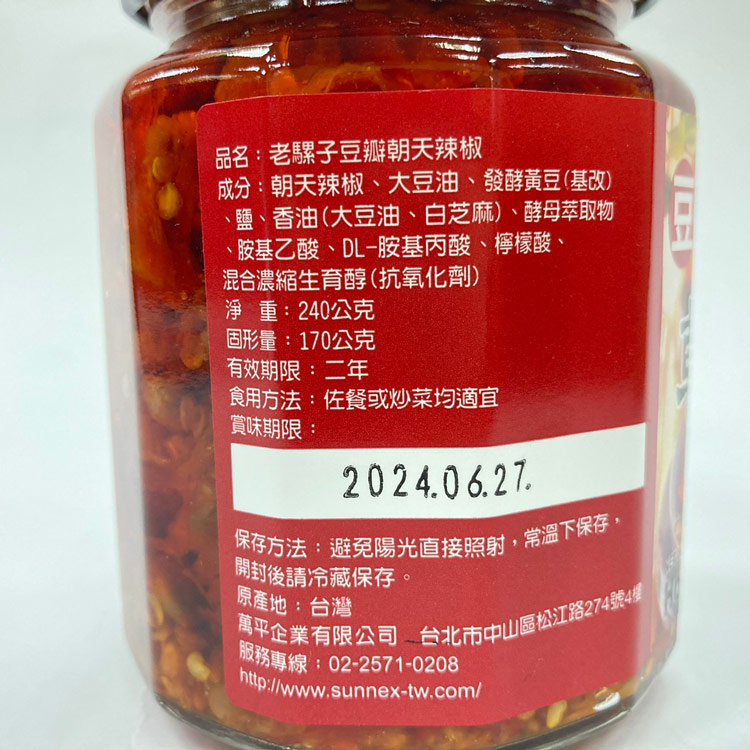 品名：老騾子豆瓣朝天辣椒
成分：朝天辣椒、大豆油、發酵黃豆(基改)
、鹽、香油(大豆油、白芝麻)、酵母萃取物
、胺基乙酸、DL-胺基丙酸、檸檬酸、
混合濃縮生育醇(抗氧化劑)
淨 重：240公克
固形量：170公克
有效期限：二年
食用方法：佐餐或炒菜均適宜
賞味期限：
2024.06.27.
保存方法：避免陽光直接照射，常溫下保存，
開封後請冷藏保存。
原產地：台灣
萬平企業有限公司 台北市中山區松江路274號4樓
服務專線：02-2571-0208
http://www.sunnex-tw.com/
豆